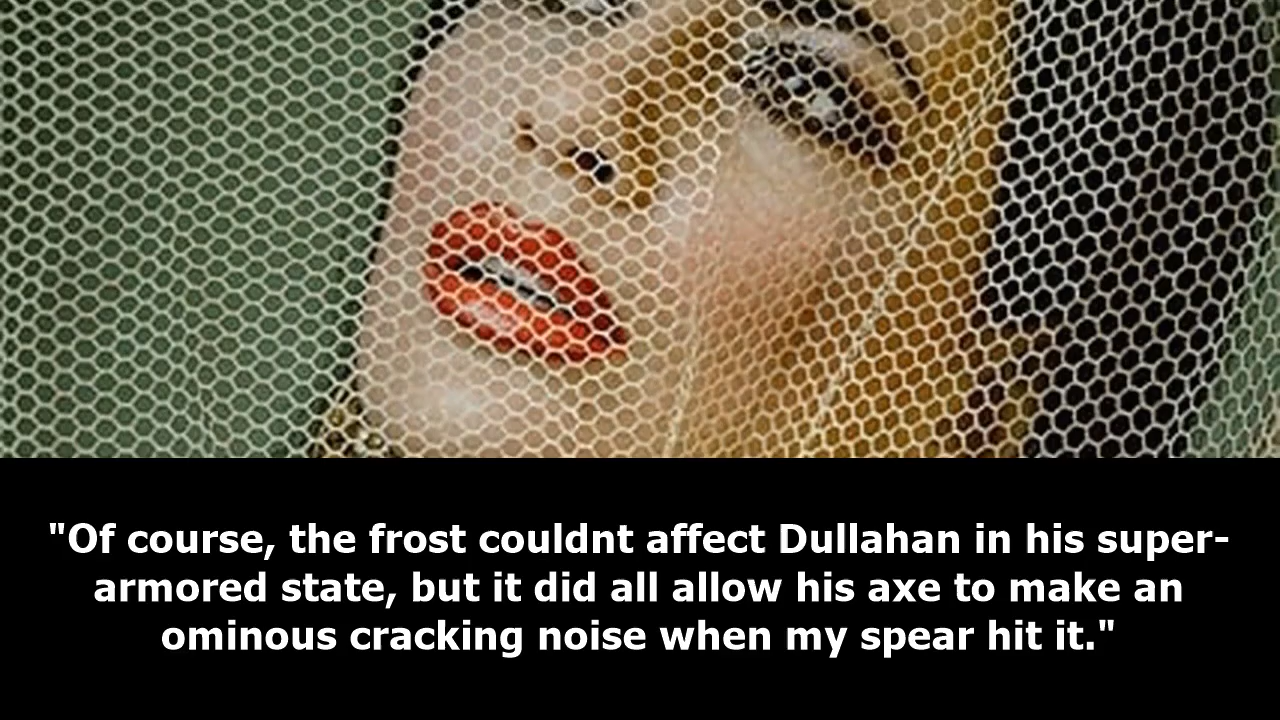 "Of course, the frost couldnt affect Dullahan in his super-
armored state, but it did all allow his axe to make an
ominous cracking noise when my spear hit it."